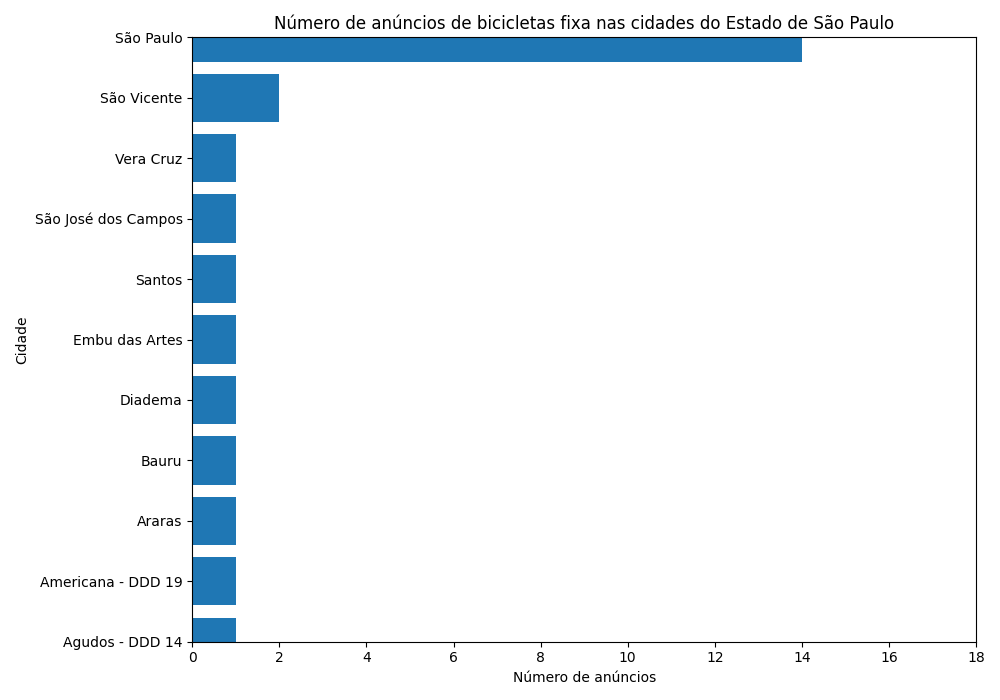 Número de anúncios de bicicletas fixa nas cidades do Estado de São Paulo
São Paulo
São Vicente
Vera Cruz
São José dos Campos
Santos
Embu das Artes
Diadema
Bauru
Araras
Americana - DDD 19
Agudos - DDD 14
Cidade
0 2 4 6 8 10 12 14 16 18
Número de anúncios